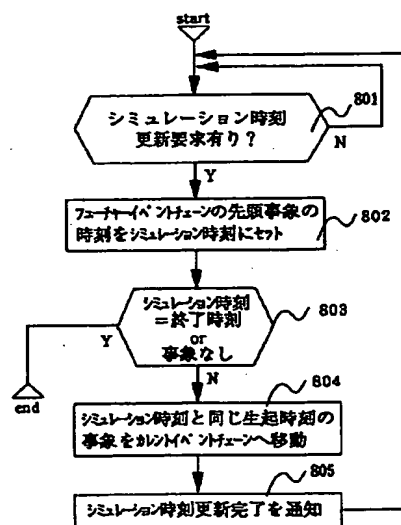 start
シミュレーション時刻
更新要求有り？
801
N
Y
フューチャーイベントチェーンの先頭事象の
時刻をシミュレーション時刻にセット
802
シミュレーション時刻
＝終了時刻
or
事象なし
803
Y
N
end
804
シミュレーション時刻と同じ生起時刻の
事象をカレントイベントチェーンへ移動
805
シミュレーション時刻更新完了を通知